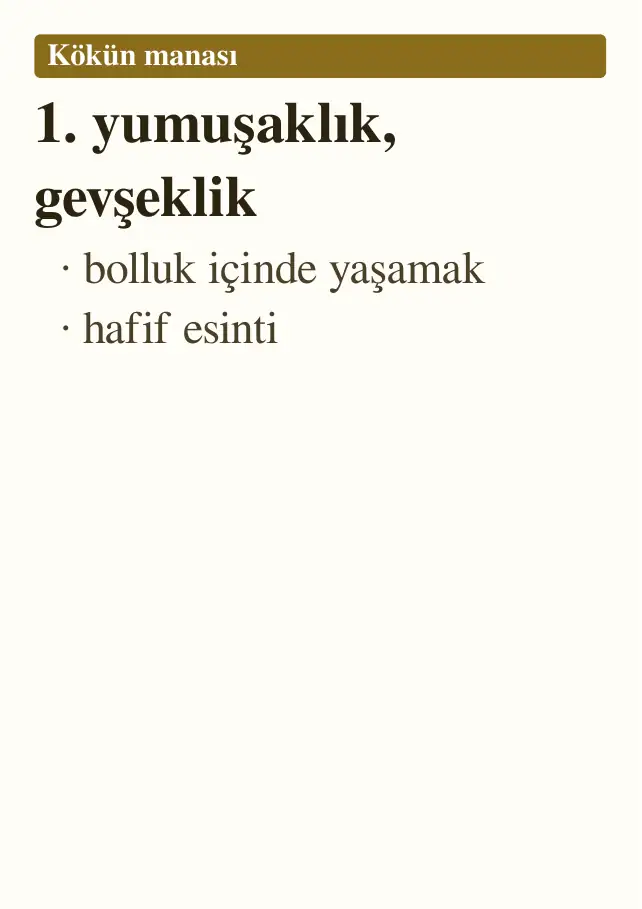 Kökün manası
1. yumuşaklık,
gevşeklik
· bolluk içinde yaşamak
· hafif esinti